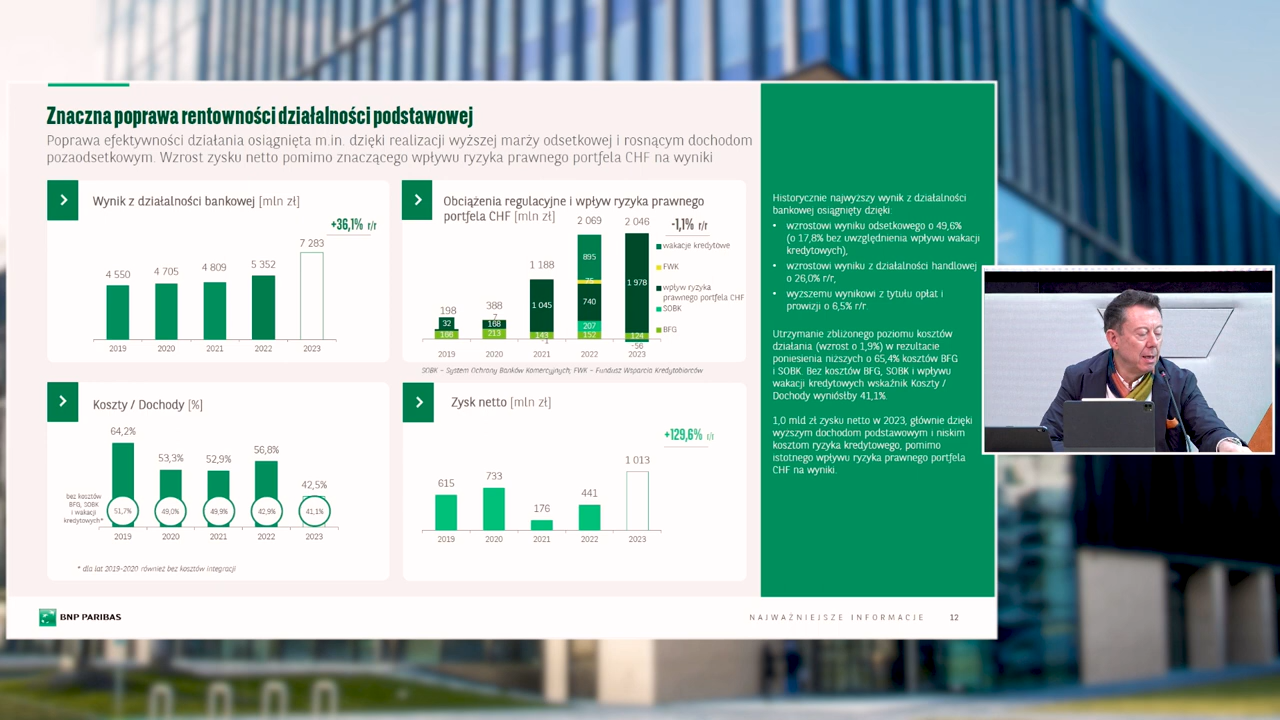 Znaczna poprawa rentowności działalności podstawowej
Poprawa efektywności działania osiągnięta m.in. dzięki realizacji wyższej marży odsetkowej i rosnącym dochodom
pozaodsetkowym. Wzrost zysku netto pomimo znaczącego wpływu ryzyka prawnego portfela CHF na wyniki
Wynik z działalności bankowej [mln zł]
+36,1% r/r
4 550
4 705
4 809
5 352
7 283
2019
2020
2021
2022
2023
Obciążenia regulacyjne i wpływ ryzyka prawnego
portfela CHF [mln zł]
-1,1% r/r
198
388
1 188
2 069
2 046
32
168
7
168
213
1 045
143
-1
895
75
740
207
152
1 978
124
-56
wakacje kredytowe
FWK
wpływ ryzyka
prawnego portfela CHF
SOBK
BFG
2019
2020
2021
2022
2023
SOBK – System Ochrony Banków Komercyjnych; FWK – Fundusz Wsparcia Kredytobiorców
Koszty / Dochody [%]
64,2%
53,3%
52,9%
56,8%
42,5%
bez kosztów
BFG, SOBK
i wakacji
kredytowych*
51,7%
49,0%
49,9%
42,9%
41,1%
2019
2020
2021
2022
2023
* dla lat 2019-2020 również bez kosztów integracji
Zysk netto [mln zł]
+129,6% r/r
615
733
176
441
1 013
2019
2020
2021
2022
2023
Historycznie najwyższy wynik z działalności
bankowej osiągnięty dzięki:
• wzrostowi wyniku odsetkowego o 49,6%
(o 17,8% bez uwzględnienia wpływu wakacji
kredytowych),
• wzrostowi wyniku z działalności handlowej
o 26,0% r/r,
• wyższemu wynikowi z tytułu opłat i
prowizji o 6,5% r/r
Utrzymanie zbliżonego poziomu kosztów
działania (wzrost o 1,9%) w rezultacie
poniesienia niższych o 65,4% kosztów BFG
i SOBK. Bez kosztów BFG, SOBK i wpływu
wakacji kredytowych wskaźnik Koszty /
Dochody wyniósłby 41,1%.
1,0 mld zł zysku netto w 2023, głównie dzięki
wyższym dochodom podstawowym i niskim
kosztom ryzyka kredytowego, pomimo
istotnego wpływu ryzyka prawnego portfela
CHF na wyniki.
BNP PARIBAS
NAJWAŻNIEJSZE INFORMACJE
12